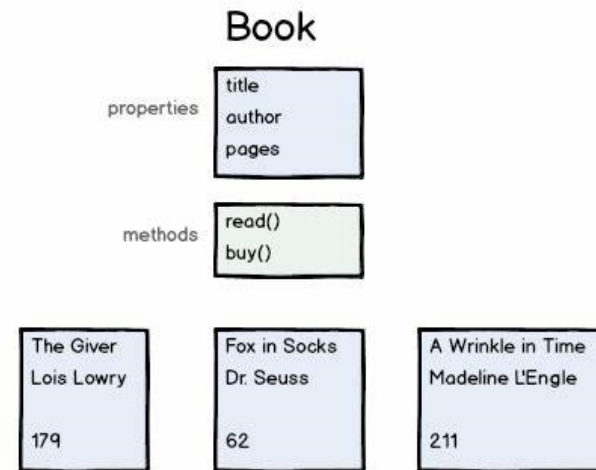 Book
properties
title
author
pages
methods
read()
buy()
The Giver
Lois Lowry
179
Fox in Socks
Dr. Seuss
62
A Wrinkle in Time
Madeline L'Engle
211